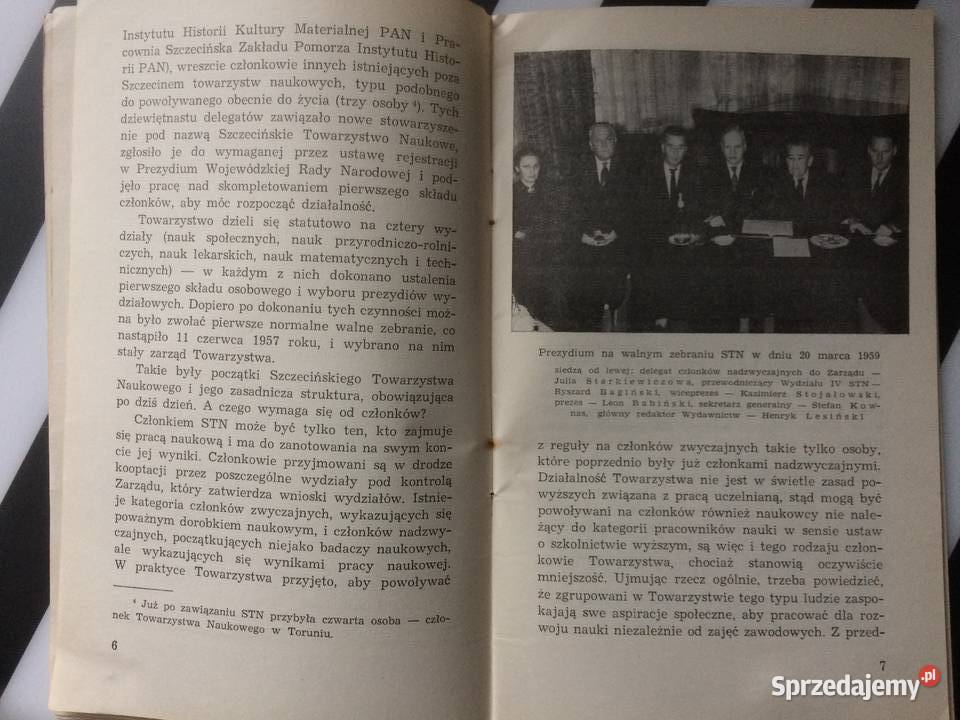 Instytutu Historii Kultury Materialnej PAN i Pra-
cownia Szczecińska Zakładu Pomorza Instytutu Histo-
rii PAN), wreszcie członkowie innych istniejących poza
Szczecinem towarzystw naukowych, typu podobnego
do powoływanego obecnie do życia (trzy osoby ⁴). Tych
dziewiętnastu delegatów zawiązało nowe stowarzysze-
nie pod nazwą Szczecińskie Towarzystwo Naukowe,
zgłosiło je do wymaganej przez ustawę rejestracji
w Prezydium Wojewódzkiej Rady Narodowej i pod-
jęło pracę nad skompletowaniem pierwszego składu
członków, aby móc rozpocząć działalność.
Towarzystwo dzieli się statutowo na cztery wy-
działy (nauk społecznych, nauk przyrodniczo-rolni-
czych, nauk lekarskich, nauk matematycznych i tech-
nicznych) — w każdym z nich dokonano ustalenia
pierwszego składu osobowego i wyboru prezydiów wy-
działowych. Dopiero po dokonaniu tych czynności moż-
na było zwołać pierwsze normalne walne zebranie, co
nastąpiło 11 czerwca 1957 roku, i wybrano na nim
stały zarząd Towarzystwa.
Takie były początki Szczecińskiego Towarzystwa
Naukowego i jego zasadnicza struktura, obowiązująca
po dziś dzień. A czego wymaga się od członków?
Członkiem STN może być tylko ten, kto zajmuje
się pracą naukową i ma do zanotowania na swym kon-
cie jej wyniki. Członkowie przyjmowani są w drodze
kooptacji przez poszczególne wydziały pod kontrolą
Zarządu, który zatwierdza wnioski wydziałów. Istnie-
je kategoria członków zwyczajnych, wykazujących się
poważnym dorobkiem naukowym, i członków nadzwy-
czajnych, początkujących niejako badaczy naukowych,
ale wykazujących się wynikami pracy naukowej.
W praktyce Towarzystwa przyjęto, aby powoływać
⁴ Już po zawiązaniu STN przybyła czwarta osoba — czło-
nek Towarzystwa Naukowego w Toruniu.
6
Prezydium na walnym zebraniu STN w dniu 20 marca 1959
siedzą od lewej: delegat członków nadzwyczajnych do Zarządu —
Julia Starkiewiczowa, przewodniczący Wydziału IV STN —
Ryszard Bagiński, wiceprezes — Kazimierz Stojałowski,
prezes — Leon Babiński, sekretarz generalny — Stefan Kow-
nas, główny redaktor Wydawnictw — Henryk Lesiński
z reguły na członków zwyczajnych takie tylko osoby,
które poprzednio były już członkami nadzwyczajnymi.
Działalność Towarzystwa nie jest w świetle zasad po-
wyższych związana z pracą uczelnianą, stąd mogą być
powoływani na członków również naukowcy nie nale-
żący do kategorii pracowników nauki w sensie ustaw
o szkolnictwie wyższym, są więc i tego rodzaju człon-
kowie Towarzystwa, chociaż stanowią oczywiście
mniejszość. Ujmując rzecz ogólnie, trzeba powiedzieć,
że zgrupowani w Towarzystwie tego typu ludzie zaspo-
kajają swe aspiracje społeczne, aby pracować dla roz-
woju nauki niezależnie od zajęć zawodowych. Z przed-
7
Sprzedajemy.pl